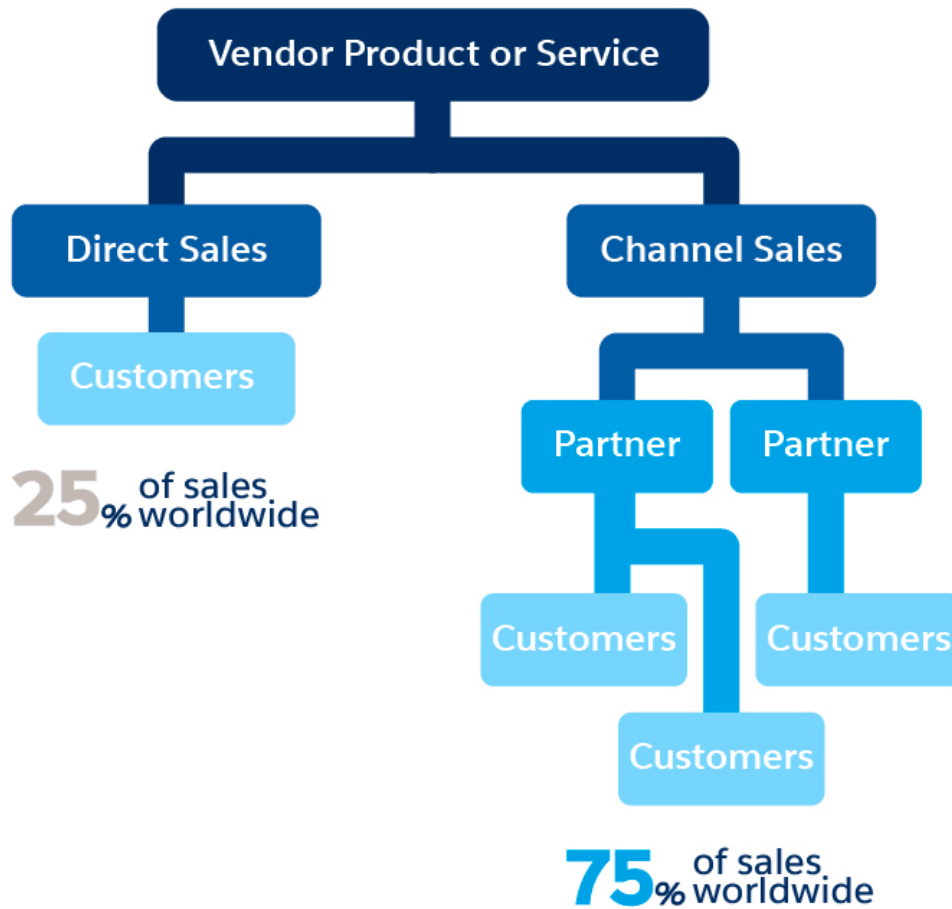 Vendor Product or Service
Direct Sales
Channel Sales
Customers
Partner
Partner
25% of sales
worldwide
Customers
Customers
Customers
75% of sales
worldwide